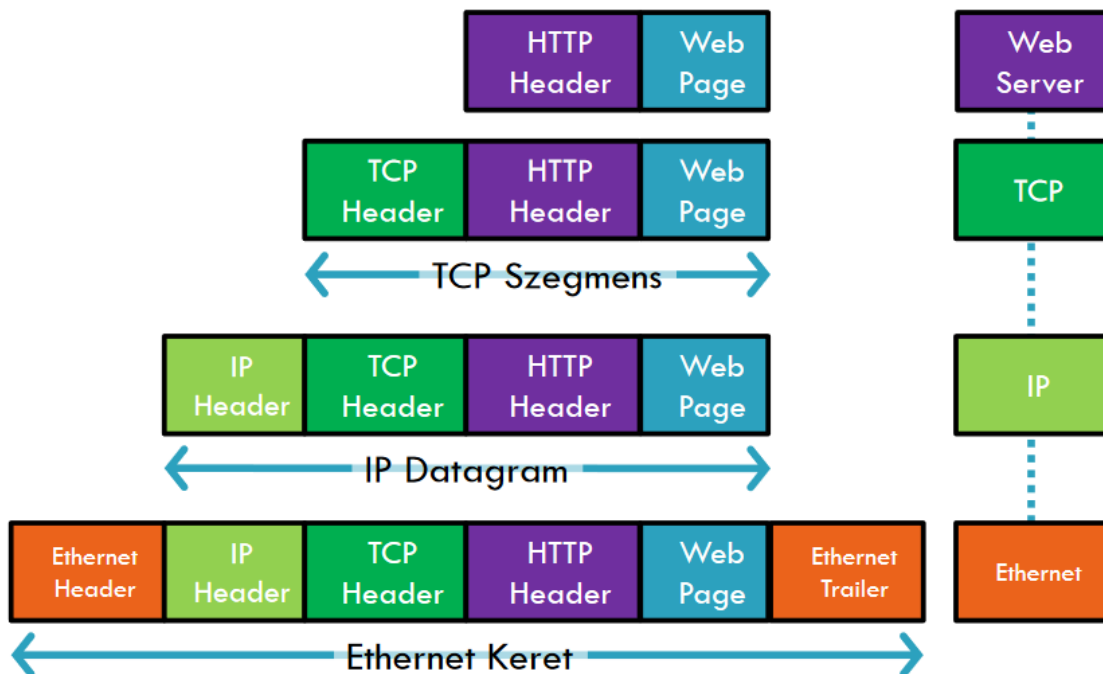 HTTP Header
Web Page
Web Server
TCP Header
HTTP Header
Web Page
TCP
TCP Szegmens
IP Header
TCP Header
HTTP Header
Web Page
IP
IP Datagram
Ethernet Header
IP Header
TCP Header
HTTP Header
Web Page
Ethernet Trailer
Ethernet
Ethernet Keret